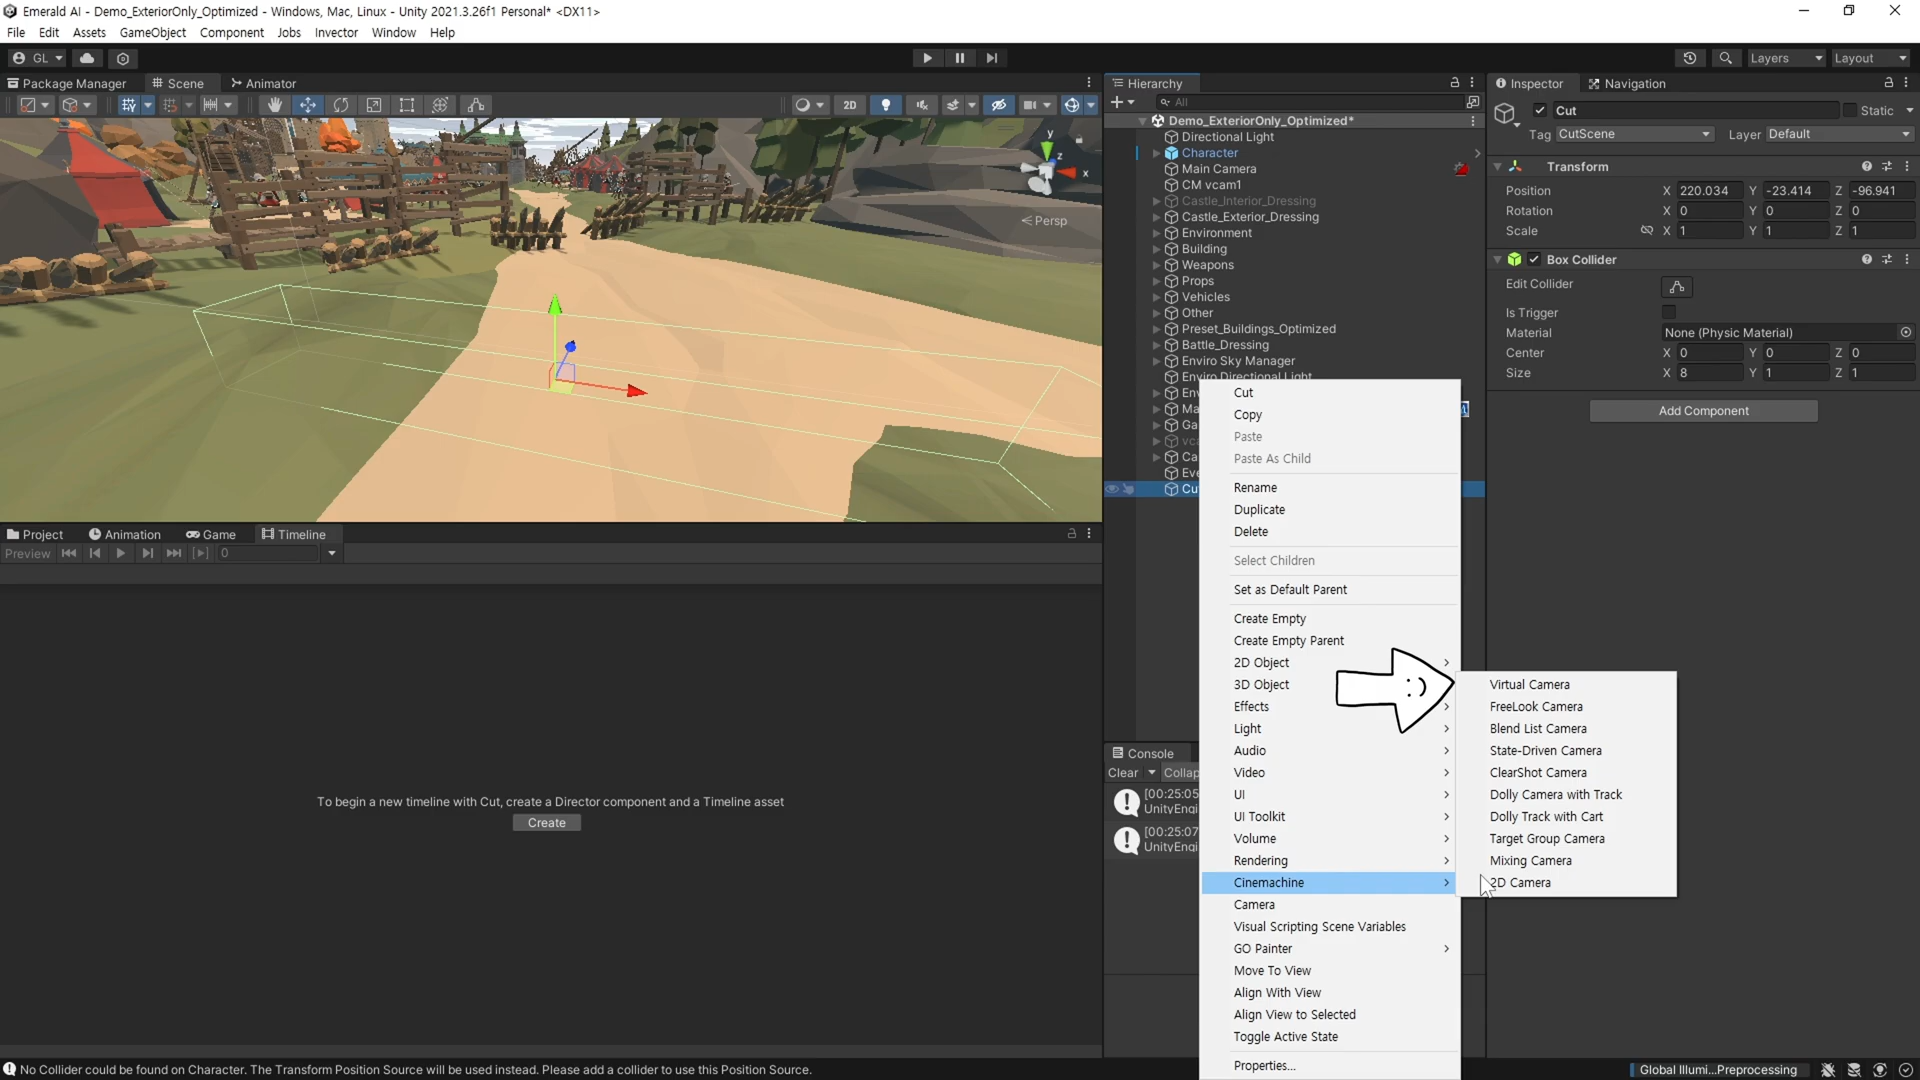 Emerald AI - Demo_ExteriorOnly_Optimized - Windows, Mac, Linux - Unity 2021.3.26f1 Personal* <DX11>
File Edit Assets GameObject Component Jobs Invector Window Help
GL Layers Layout
Package Manager Scene Animator
2D
y
z
x
Persp
Hierarchy
All
Demo_ExteriorOnly_Optimized*
Directional Light
Character
Main Camera
CM vcam1
Castle_Interior_Dressing
Castle_Exterior_Dressing
Environment
Building
Weapons
Props
Vehicles
Other
Preset_Buildings_Optimized
Battle_Dressing
Enviro Sky Manager
Enviro Directional Light
Env
Ma
Ga
vc
Ca
Eve
Cu
Inspector Navigation
Cut Static
Tag CutScene Layer Default
Transform
Position X 220.034 Y -23.414 Z -96.941
Rotation X 0 Y 0 Z 0
Scale X 1 Y 1 Z 1
Box Collider
Edit Collider
Is Trigger
Material None (Physic Material)
Center X 0 Y 0 Z 0
Size X 8 Y 1 Z 1
Add Component
Cut
Copy
Paste
Paste As Child
Rename
Duplicate
Delete
Select Children
Set as Default Parent
Create Empty
Create Empty Parent
2D Object
3D Object
Effects
Light
Audio
Video
UI
UI Toolkit
Volume
Rendering
Cinemachine
Camera
Visual Scripting Scene Variables
GO Painter
Move To View
Align With View
Align View to Selected
Toggle Active State
Properties...
Virtual Camera
FreeLook Camera
Blend List Camera
State-Driven Camera
ClearShot Camera
Dolly Camera with Track
Dolly Track with Cart
Target Group Camera
Mixing Camera
2D Camera
Project Animation Game Timeline
Preview 0
To begin a new timeline with Cut, create a Director component and a Timeline asset
Create
Console
Clear Collap
[00:25:05
UnityEngi
[00:25:07
UnityEngi
No Collider could be found on Character. The Transform Position Source will be used instead. Please add a collider to use this Position Source.
Global Illumi...Preprocessing